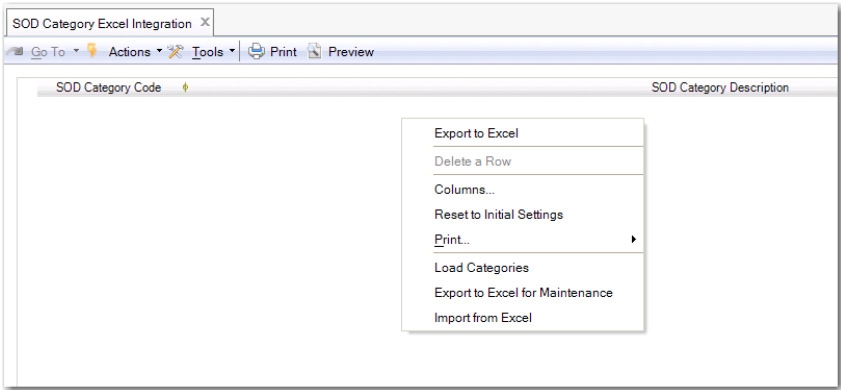 SOD Category Excel Integration X
Go To Actions Tools Print Preview
SOD Category Code SOD Category Description
Export to Excel
Delete a Row
Columns...
Reset to Initial Settings
Print...
Load Categories
Export to Excel for Maintenance
Import from Excel